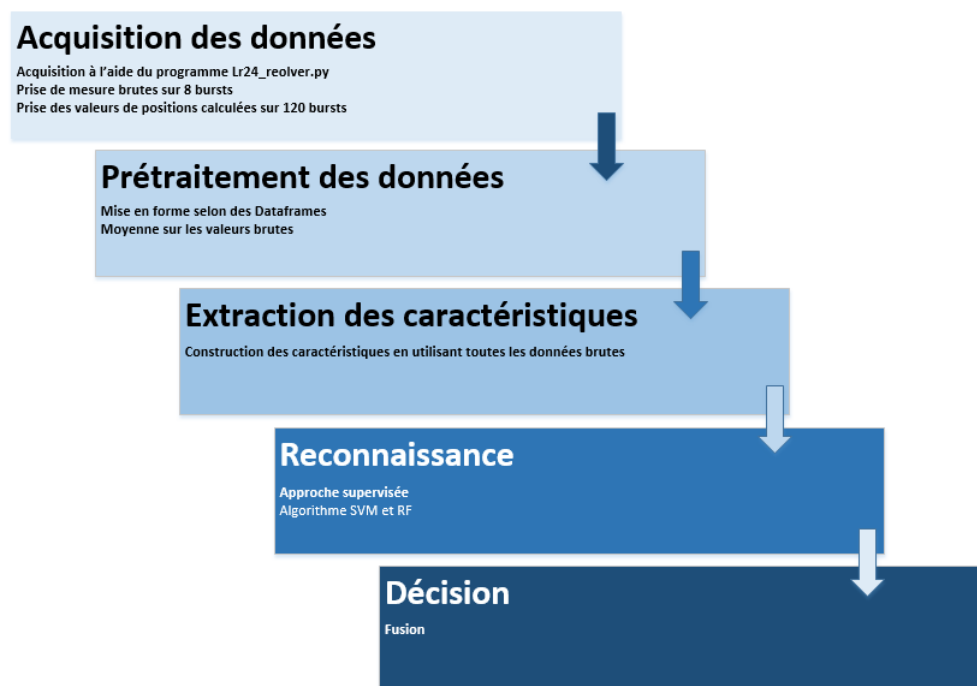 Acquisition des données
Acquisition à l'aide du programme Lr24_reolver.py
Prise de mesure brutes sur 8 bursts
Prise des valeurs de positions calculées sur 120 bursts
Prétraitement des données
Mise en forme selon des Dataframes
Moyenne sur les valeurs brutes
Extraction des caractéristiques
Construction des caractéristiques en utilisant toutes les données brutes
Reconnaissance
Approche supervisée
Algorithme SVM et RF
Décision
Fusion